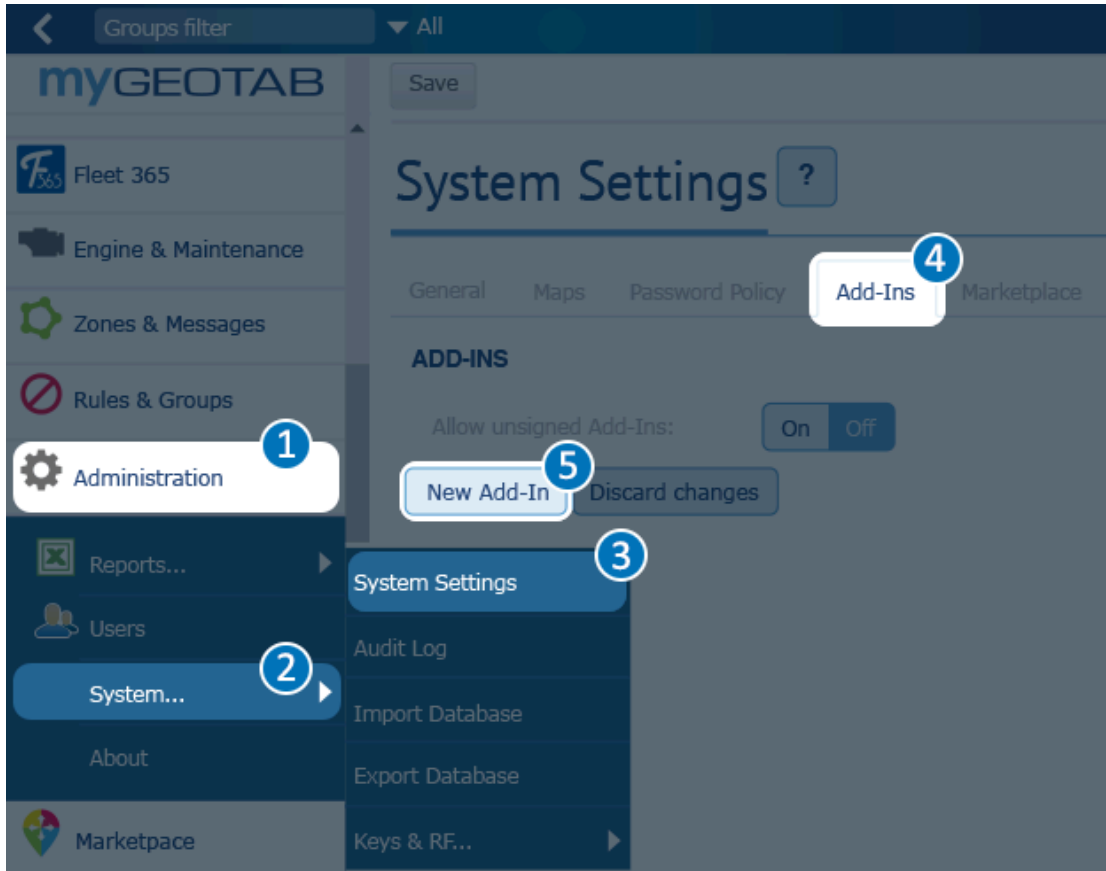 Groups filter
All
myGEOTAB
Save
Fleet 365
System Settings ?
Engine & Maintenance
4
General Maps Password Policy Add-Ins Marketplace
Zones & Messages
ADD-INS
Rules & Groups
Allow unsigned Add-Ins: On Off
1
Administration
5
New Add-In Discard changes
3
Reports...
System Settings
Users
Audit Log
2
System...
Import Database
About
Export Database
Marketpace
Keys & RF...